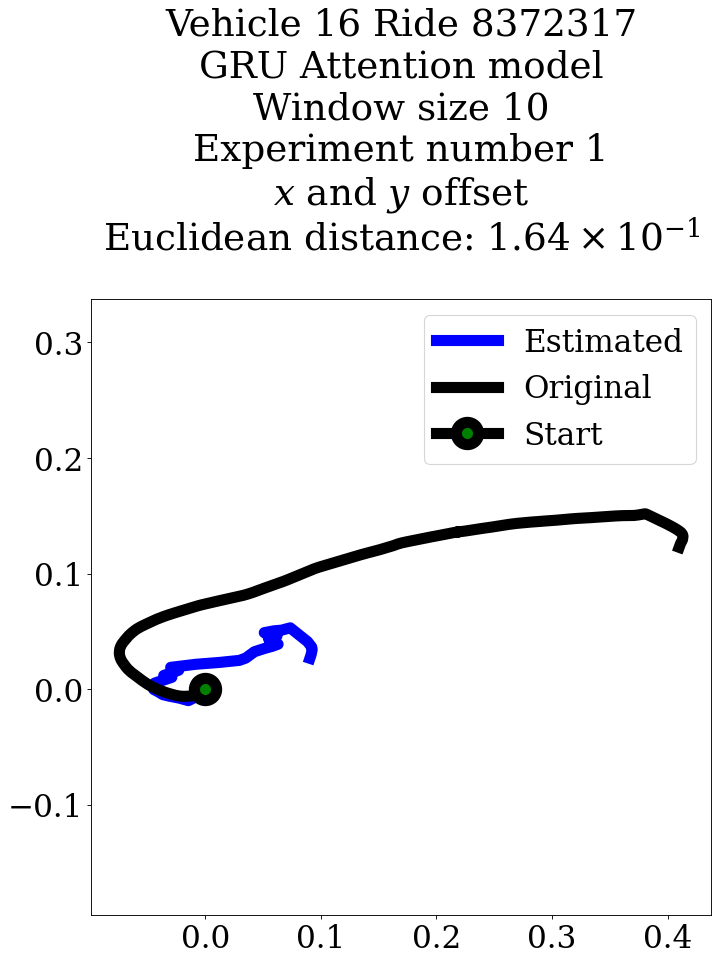 Vehicle 16 Ride 8372317
GRU Attention model
Window size 10
Experiment number 1
x and y offset
Euclidean distance: 1.64 × 10⁻¹
Estimated
Original
Start
0.3
0.2
0.1
0.0
−0.1
0.0 0.1 0.2 0.3 0.4